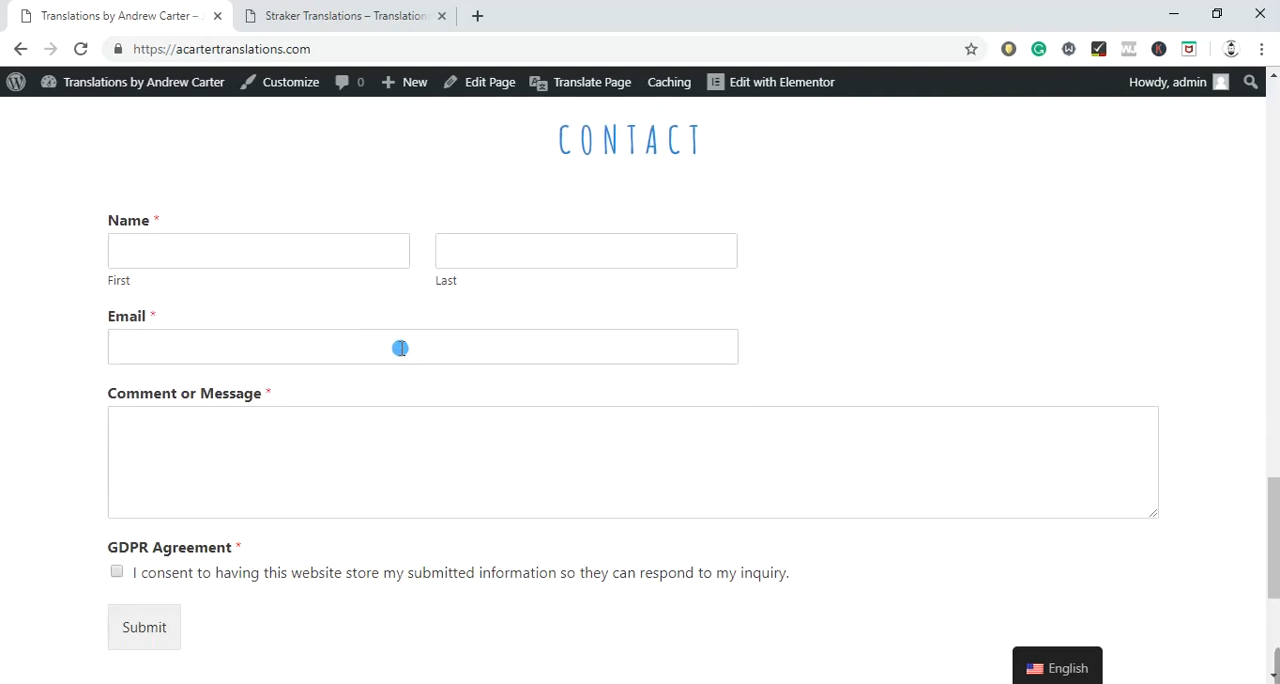 Translations by Andrew Carter –
Straker Translations – Translation
https://acartertranslations.com
Translations by Andrew Carter
Customize
0
New
Edit Page
Translate Page
Caching
Edit with Elementor
Howdy, admin
CONTACT
Name *
First
Last
Email *
Comment or Message *
GDPR Agreement *
I consent to having this website store my submitted information so they can respond to my inquiry.
Submit
English